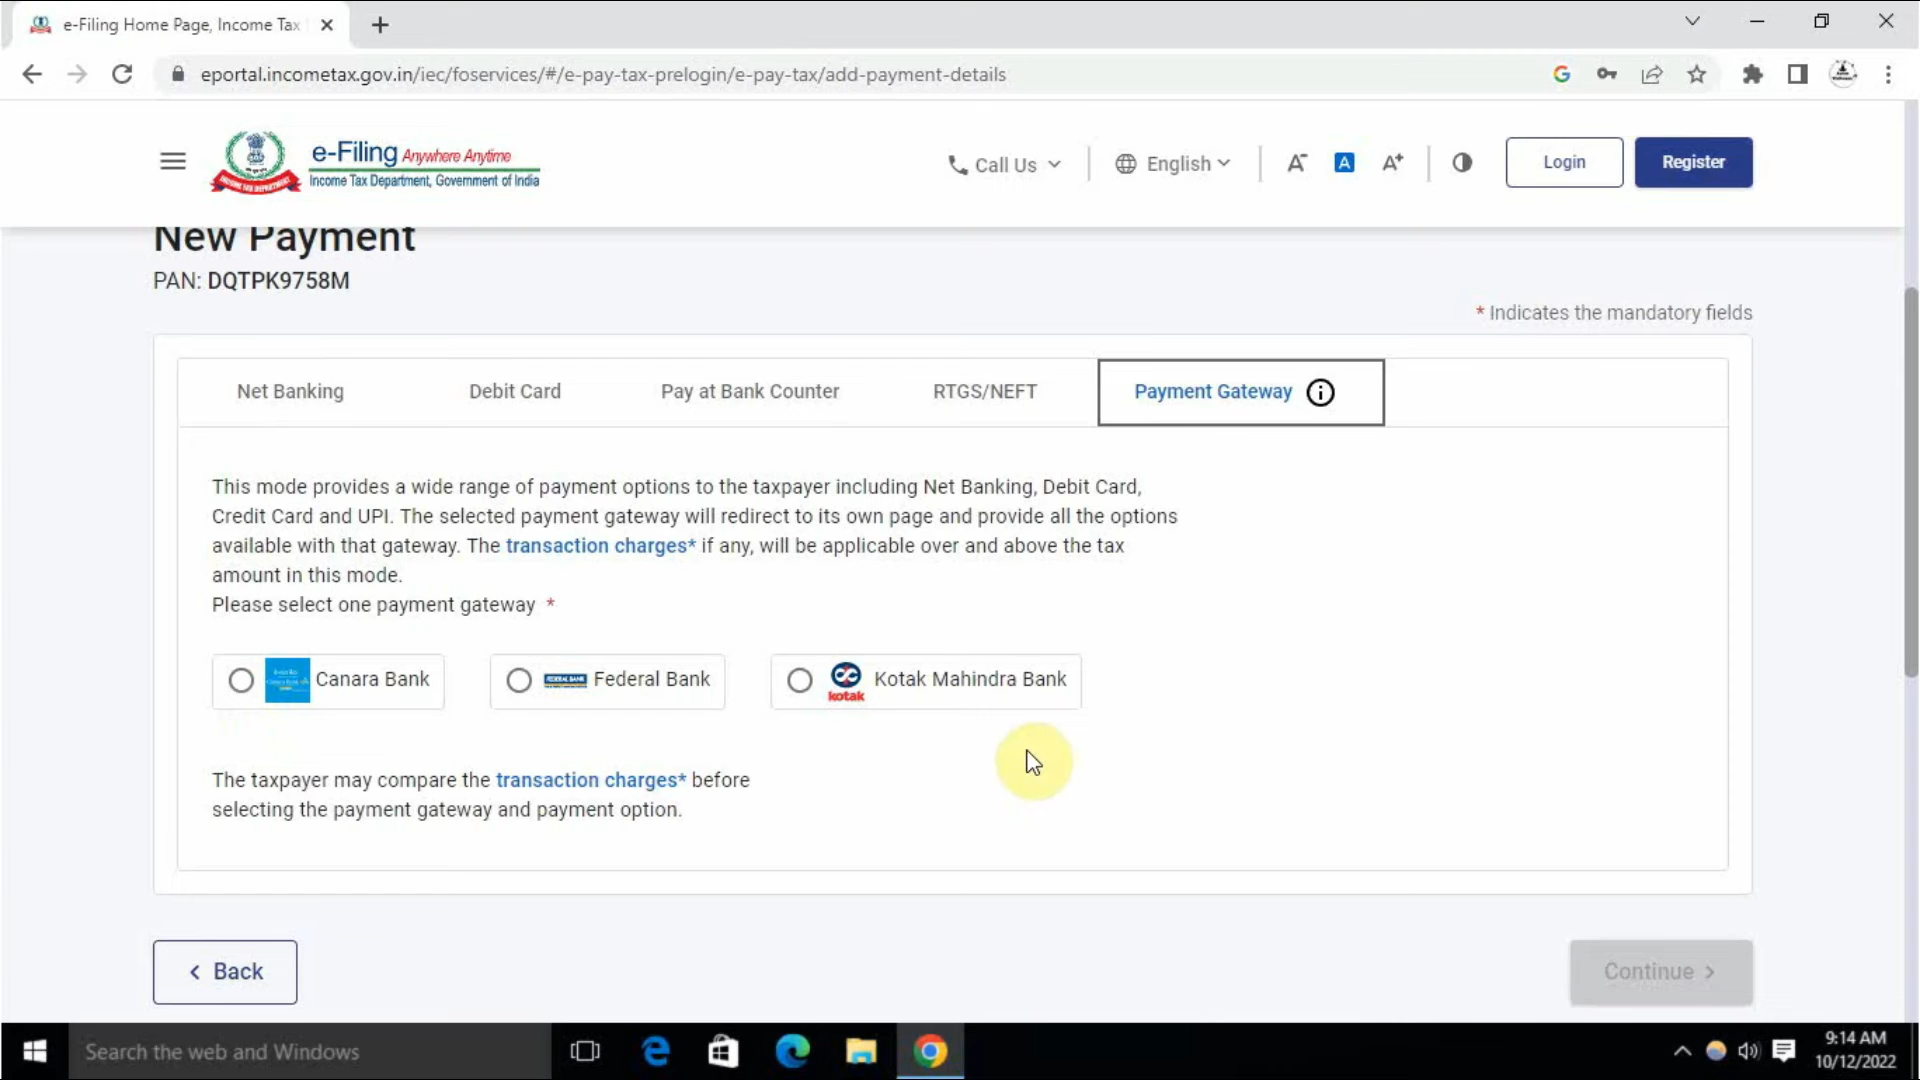 e-Filing Home Page, Income Tax
eportal.incometax.gov.in/iec/foservices/#/e-pay-tax-prelogin/e-pay-tax/add-payment-details
e-Filing Anywhere Anytime
Income Tax Department, Government of India
Call Us
English
A-
A
A+
Login
Register
New Payment
PAN: DQTPK9758M
* Indicates the mandatory fields
Net Banking
Debit Card
Pay at Bank Counter
RTGS/NEFT
Payment Gateway
This mode provides a wide range of payment options to the taxpayer including Net Banking, Debit Card,
Credit Card and UPI. The selected payment gateway will redirect to its own page and provide all the options
available with that gateway. The transaction charges* if any, will be applicable over and above the tax
amount in this mode.
Please select one payment gateway *
Canara Bank
FEDERAL BANK
Federal Bank
kotak
Kotak Mahindra Bank
The taxpayer may compare the transaction charges* before
selecting the payment gateway and payment option.
< Back
Continue >
Search the web and Windows
9:14 AM
10/12/2022